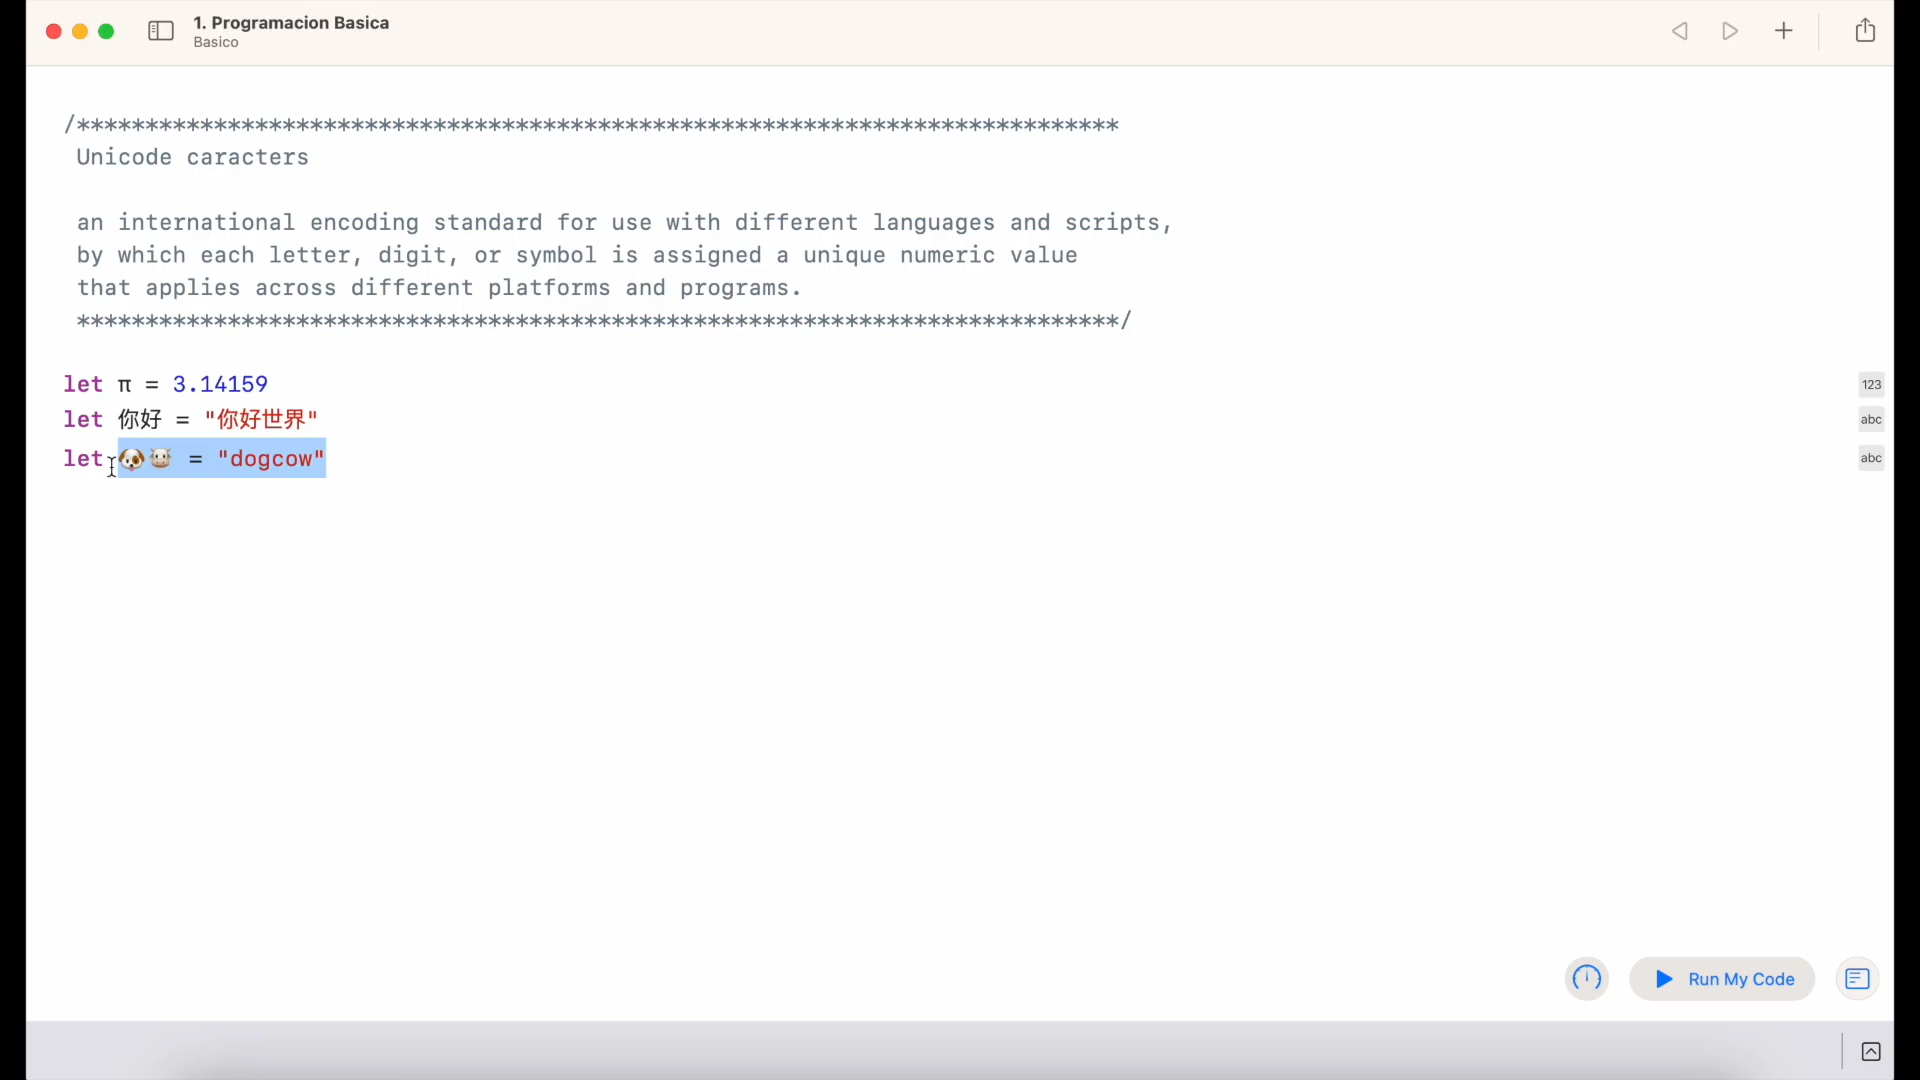 1. Programacion Basica
Basico
/****************************************************************************
Unicode caracters
an international encoding standard for use with different languages and scripts,
by which each letter, digit, or symbol is assigned a unique numeric value
that applies across different platforms and programs.
****************************************************************************/
let π = 3.14159
123
let 你好 = "你好世界"
abc
let 🐶🐮 = "dogcow"
abc
Run My Code